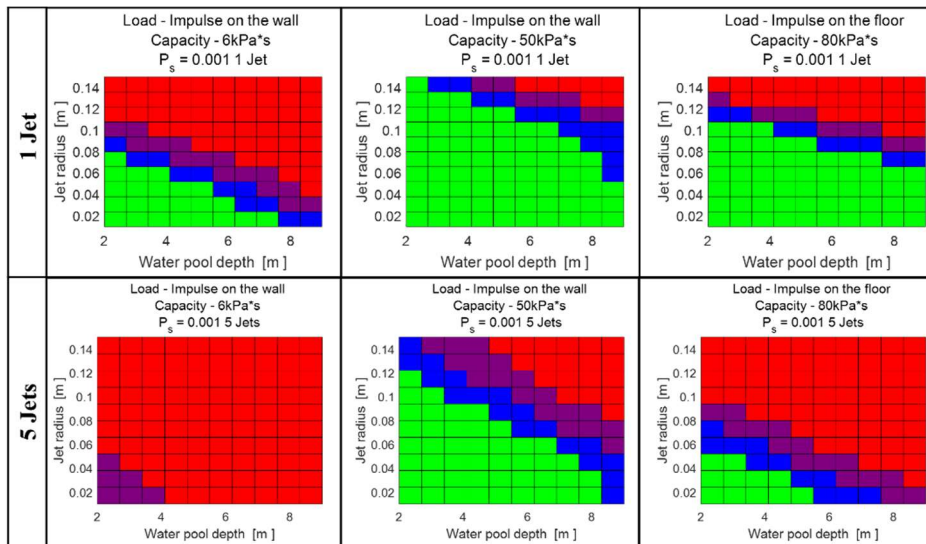 1 Jet
Load - Impulse on the wall
Capacity - 6kPa*s
P_s = 0.001 1 Jet
Jet radius [m]
0.14
0.12
0.1
0.08
0.06
0.04
0.02
2 4 6 8
Water pool depth [m ]
Load - Impulse on the wall
Capacity - 50kPa*s
P_s = 0.001 1 Jet
Jet radius [m]
0.14
0.12
0.1
0.08
0.06
0.04
0.02
2 4 6 8
Water pool depth [m ]
Load - Impulse on the floor
Capacity - 80kPa*s
P_s = 0.001 1 Jet
Jet radius [m]
0.14
0.12
0.1
0.08
0.06
0.04
0.02
2 4 6 8
Water pool depth [m ]
5 Jets
Load - Impulse on the wall
Capacity - 6kPa*s
P_s = 0.001 5 Jets
Jet radius [m ]
0.14
0.12
0.1
0.08
0.06
0.04
0.02
2 4 6 8
Water pool depth [m ]
Load - Impulse on the wall
Capacity - 50kPa*s
P_s = 0.001 5 Jets
Jet radius [m ]
0.14
0.12
0.1
0.08
0.06
0.04
0.02
2 4 6 8
Water pool depth [m ]
Load - Impulse on the floor
Capacity - 80kPa*s
P_s = 0.001 5 Jets
Jet radius [m ]
0.14
0.12
0.1
0.08
0.06
0.04
0.02
2 4 6 8
Water pool depth [m ]